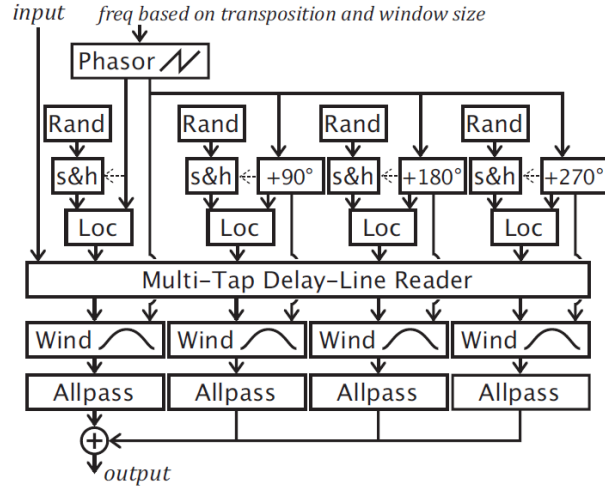 input freq based on transposition and window size
Phasor
Rand Rand Rand Rand
s&h s&h +90° s&h +180° s&h +270°
Loc Loc Loc Loc
Multi-Tap Delay-Line Reader
Wind Wind Wind Wind
Allpass Allpass Allpass Allpass
+
output